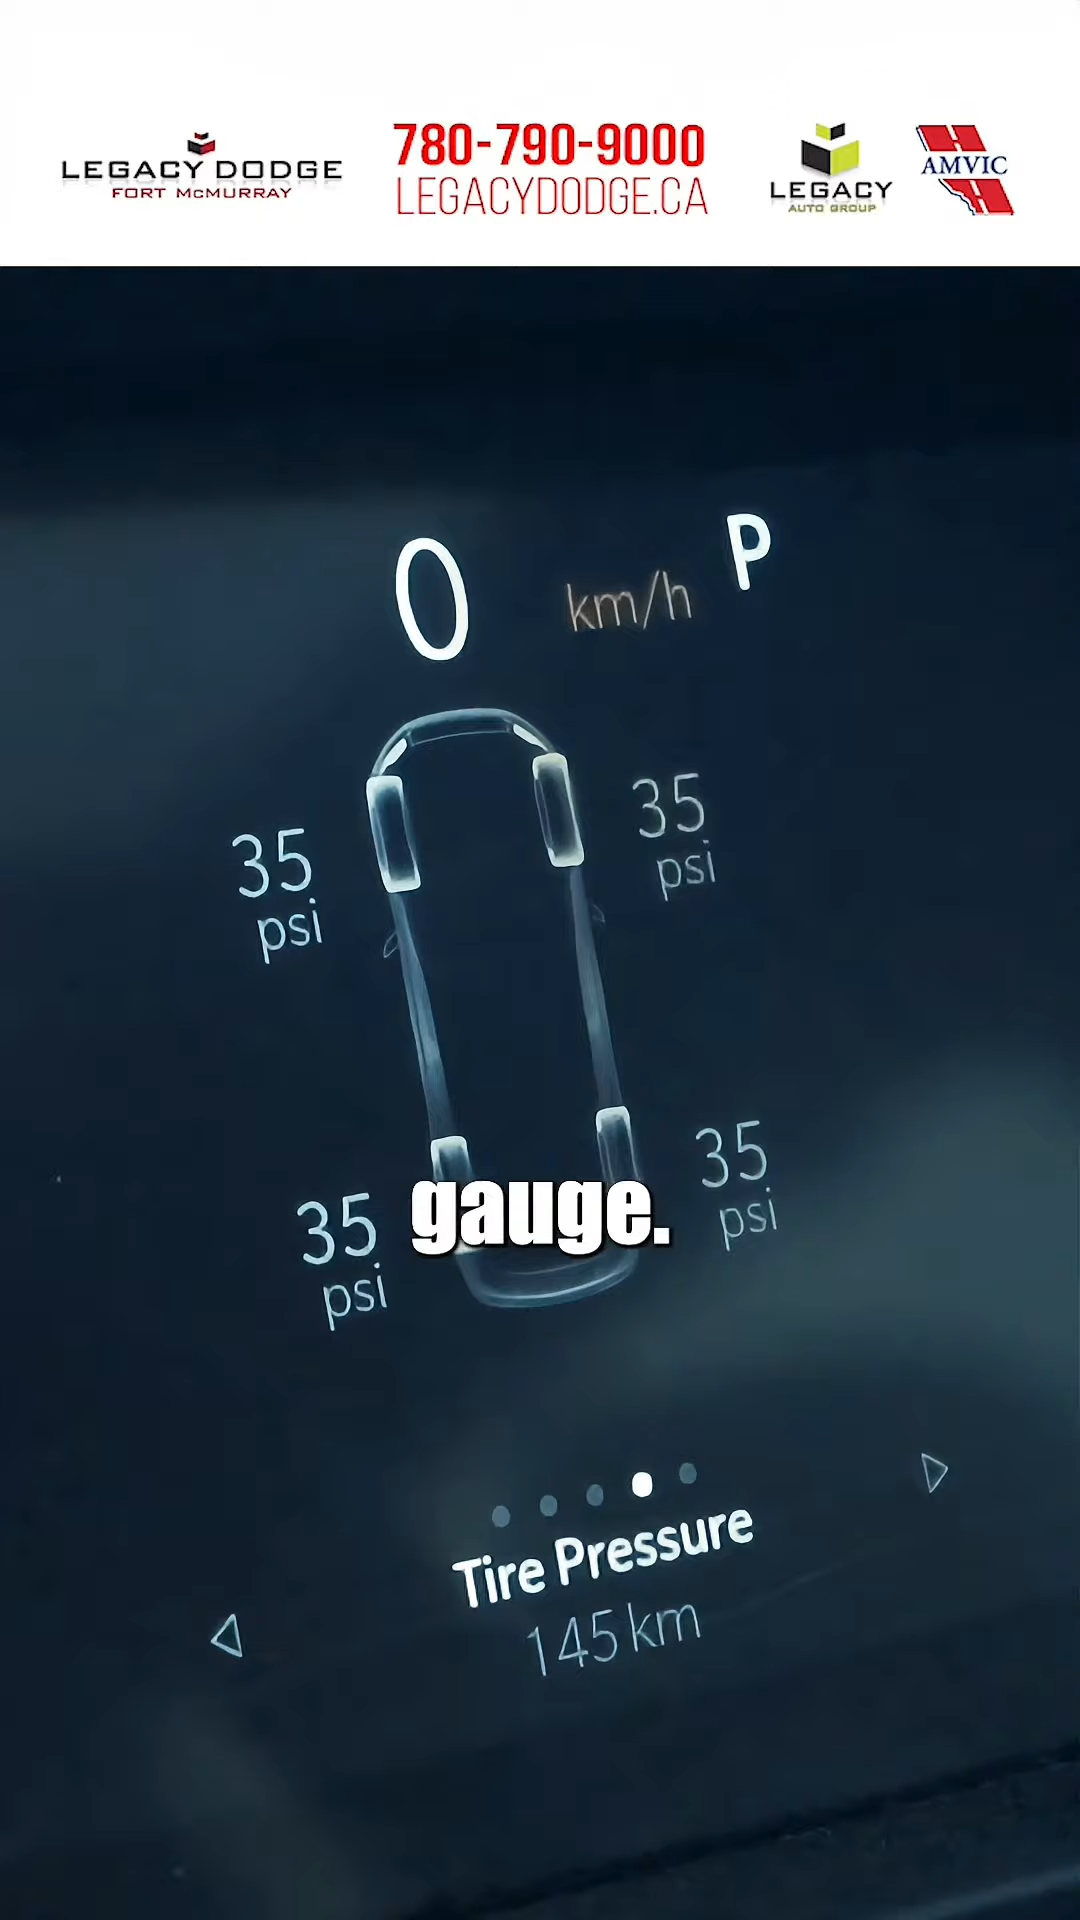 LEGACY DODGE
FORT McMURRAY
780-790-9000
LEGACYDODGE.CA
LEGACY
AUTO GROUP
AMVIC
0 km/h P
35
psi
35
psi
35
psi
gauge.
35
psi
Tire Pressure
145 km